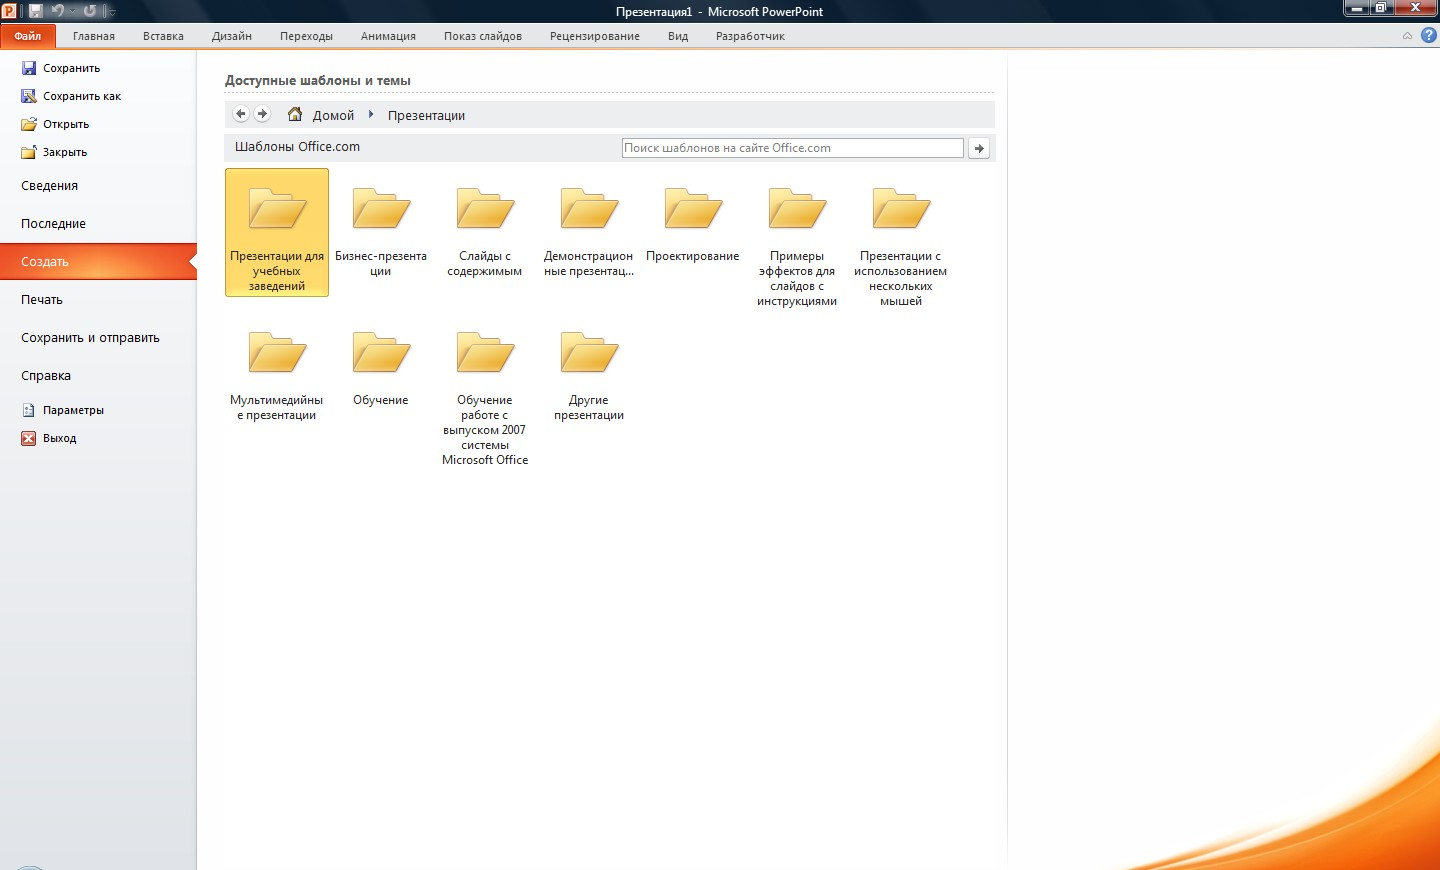 Презентация1 - Microsoft PowerPoint
Файл Главная Вставка Дизайн Переходы Анимация Показ слайдов Рецензирование Вид Разработчик
Сохранить
Сохранить как
Открыть
Закрыть
Сведения
Последние
Создать
Печать
Сохранить и отправить
Справка
Параметры
Выход
Доступные шаблоны и темы
Домой Презентации
Шаблоны Office.com
Поиск шаблонов на сайте Office.com
Презентации для
учебных
заведений
Бизнес-презента
ции
Слайды с
содержимым
Демонстрацион
ные презентац...
Проектирование
Примеры
эффектов для
слайдов с
инструкциями
Презентации с
использованием
нескольких
мышей
Мультимедийны
е презентации
Обучение
Обучение
работе с
выпуском 2007
системы
Microsoft Office
Другие
презентации